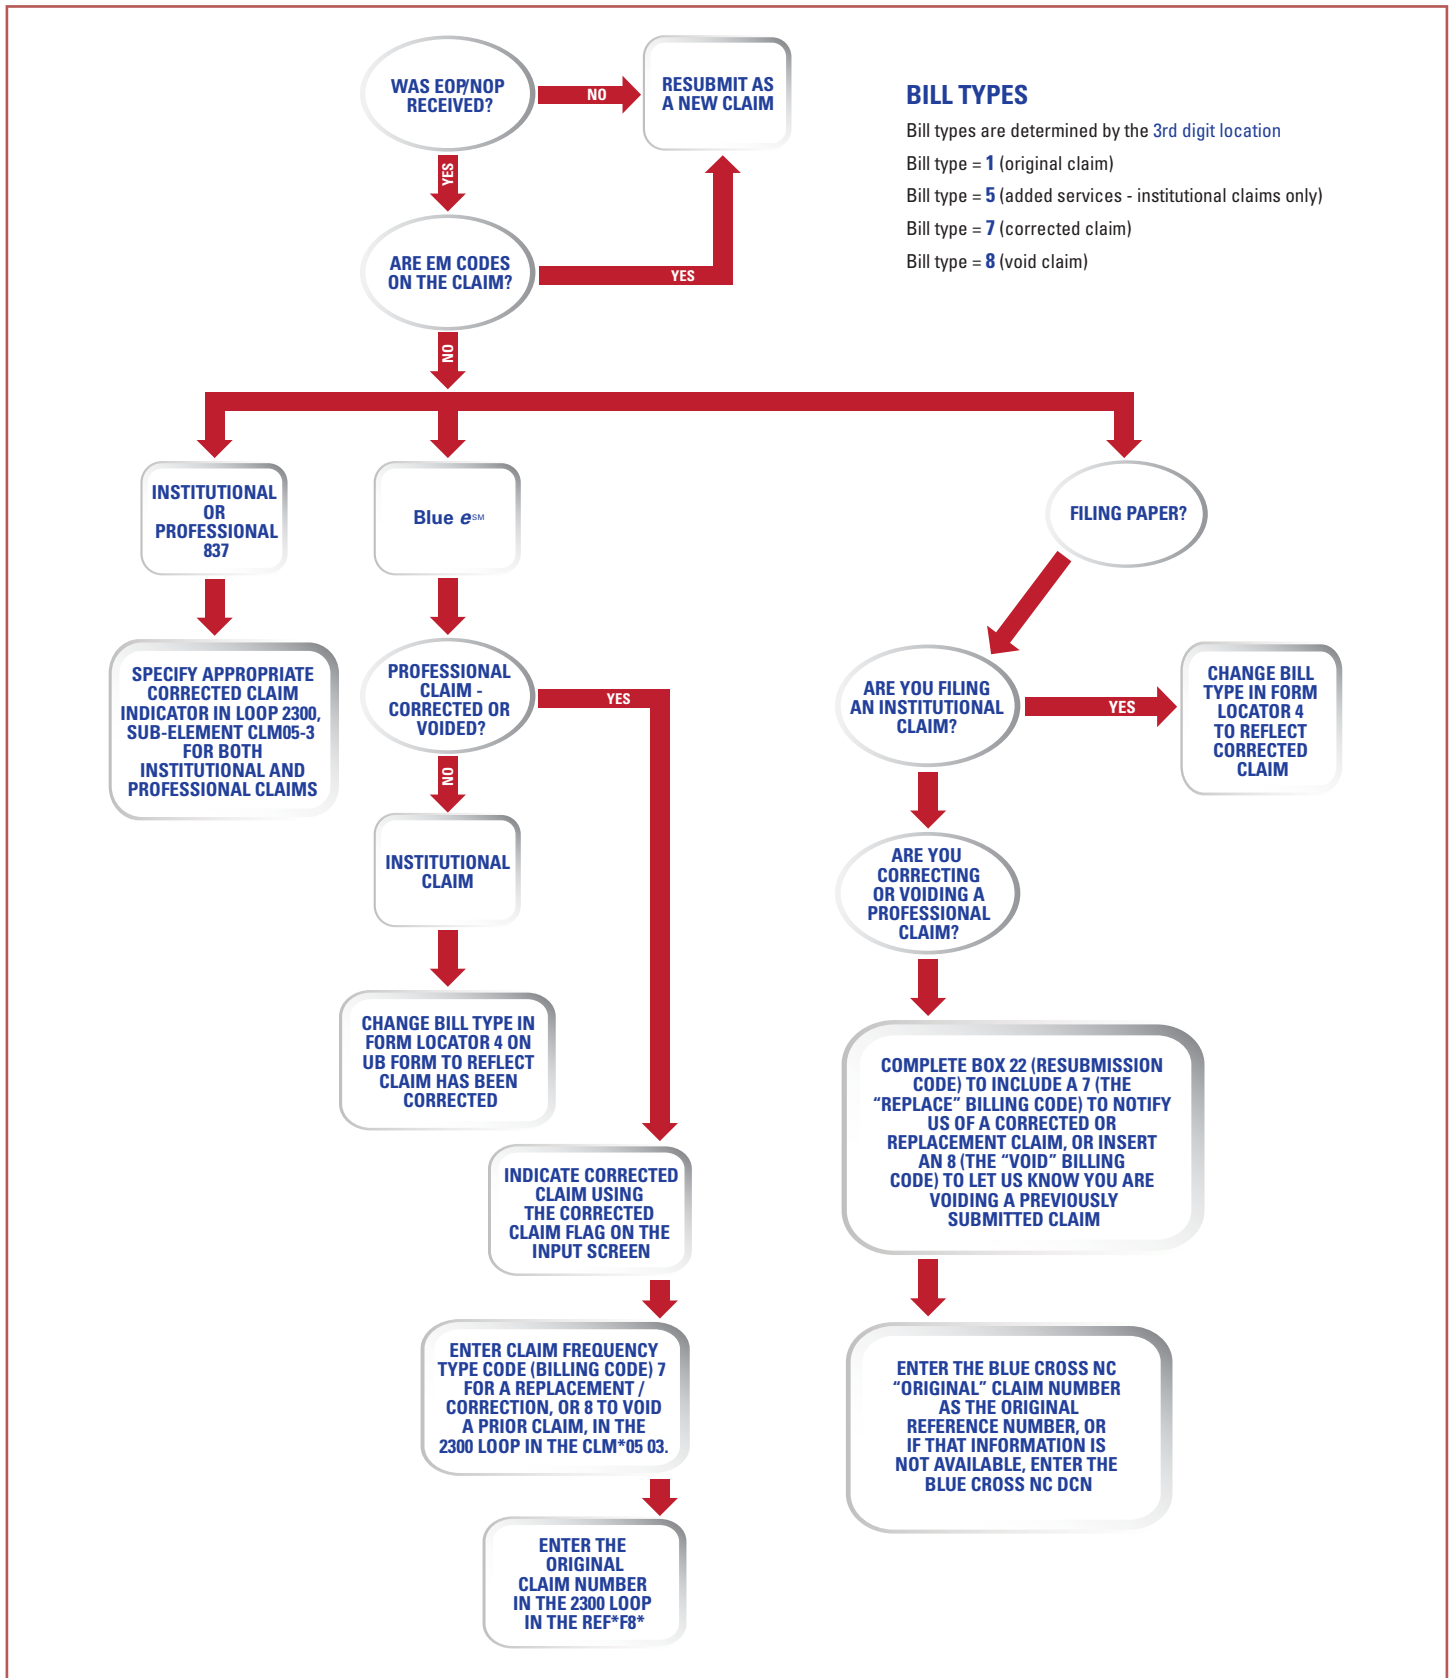 WAS EOP/NOP
RECEIVED?
NO
RESUBMIT AS
A NEW CLAIM
BILL TYPES
Bill types are determined by the 3rd digit location
Bill type = 1 (original claim)
Bill type = 5 (added services - institutional claims only)
Bill type = 7 (corrected claim)
Bill type = 8 (void claim)
YES
ARE EM CODES
ON THE CLAIM?
YES
NO
INSTITUTIONAL
OR
PROFESSIONAL
837
Blue e℠
FILING PAPER?
SPECIFY APPROPRIATE
CORRECTED CLAIM
INDICATOR IN LOOP 2300,
SUB-ELEMENT CLM05-3
FOR BOTH
INSTITUTIONAL AND
PROFESSIONAL CLAIMS
PROFESSIONAL
CLAIM -
CORRECTED OR
VOIDED?
YES
NO
INSTITUTIONAL
CLAIM
CHANGE BILL TYPE IN
FORM LOCATOR 4 ON
UB FORM TO REFLECT
CLAIM HAS BEEN
CORRECTED
INDICATE CORRECTED
CLAIM USING
THE CORRECTED
CLAIM FLAG ON THE
INPUT SCREEN
ENTER CLAIM FREQUENCY
TYPE CODE (BILLING CODE) 7
FOR A REPLACEMENT /
CORRECTION, OR 8 TO VOID
A PRIOR CLAIM, IN THE
2300 LOOP IN THE CLM*05 03.
ENTER THE
ORIGINAL
CLAIM NUMBER
IN THE 2300 LOOP
IN THE REF*F8*
ARE YOU FILING
AN INSTITUTIONAL
CLAIM?
YES
CHANGE BILL
TYPE IN FORM
LOCATOR 4
TO REFLECT
CORRECTED
CLAIM
ARE YOU
CORRECTING
OR VOIDING A
PROFESSIONAL
CLAIM?
COMPLETE BOX 22 (RESUBMISSION
CODE) TO INCLUDE A 7 (THE
“REPLACE” BILLING CODE) TO NOTIFY
US OF A CORRECTED OR
REPLACEMENT CLAIM, OR INSERT
AN 8 (THE “VOID” BILLING
CODE) TO LET US KNOW YOU ARE
VOIDING A PREVIOUSLY
SUBMITTED CLAIM
ENTER THE BLUE CROSS NC
“ORIGINAL” CLAIM NUMBER
AS THE ORIGINAL
REFERENCE NUMBER, OR
IF THAT INFORMATION IS
NOT AVAILABLE, ENTER THE
BLUE CROSS NC DCN